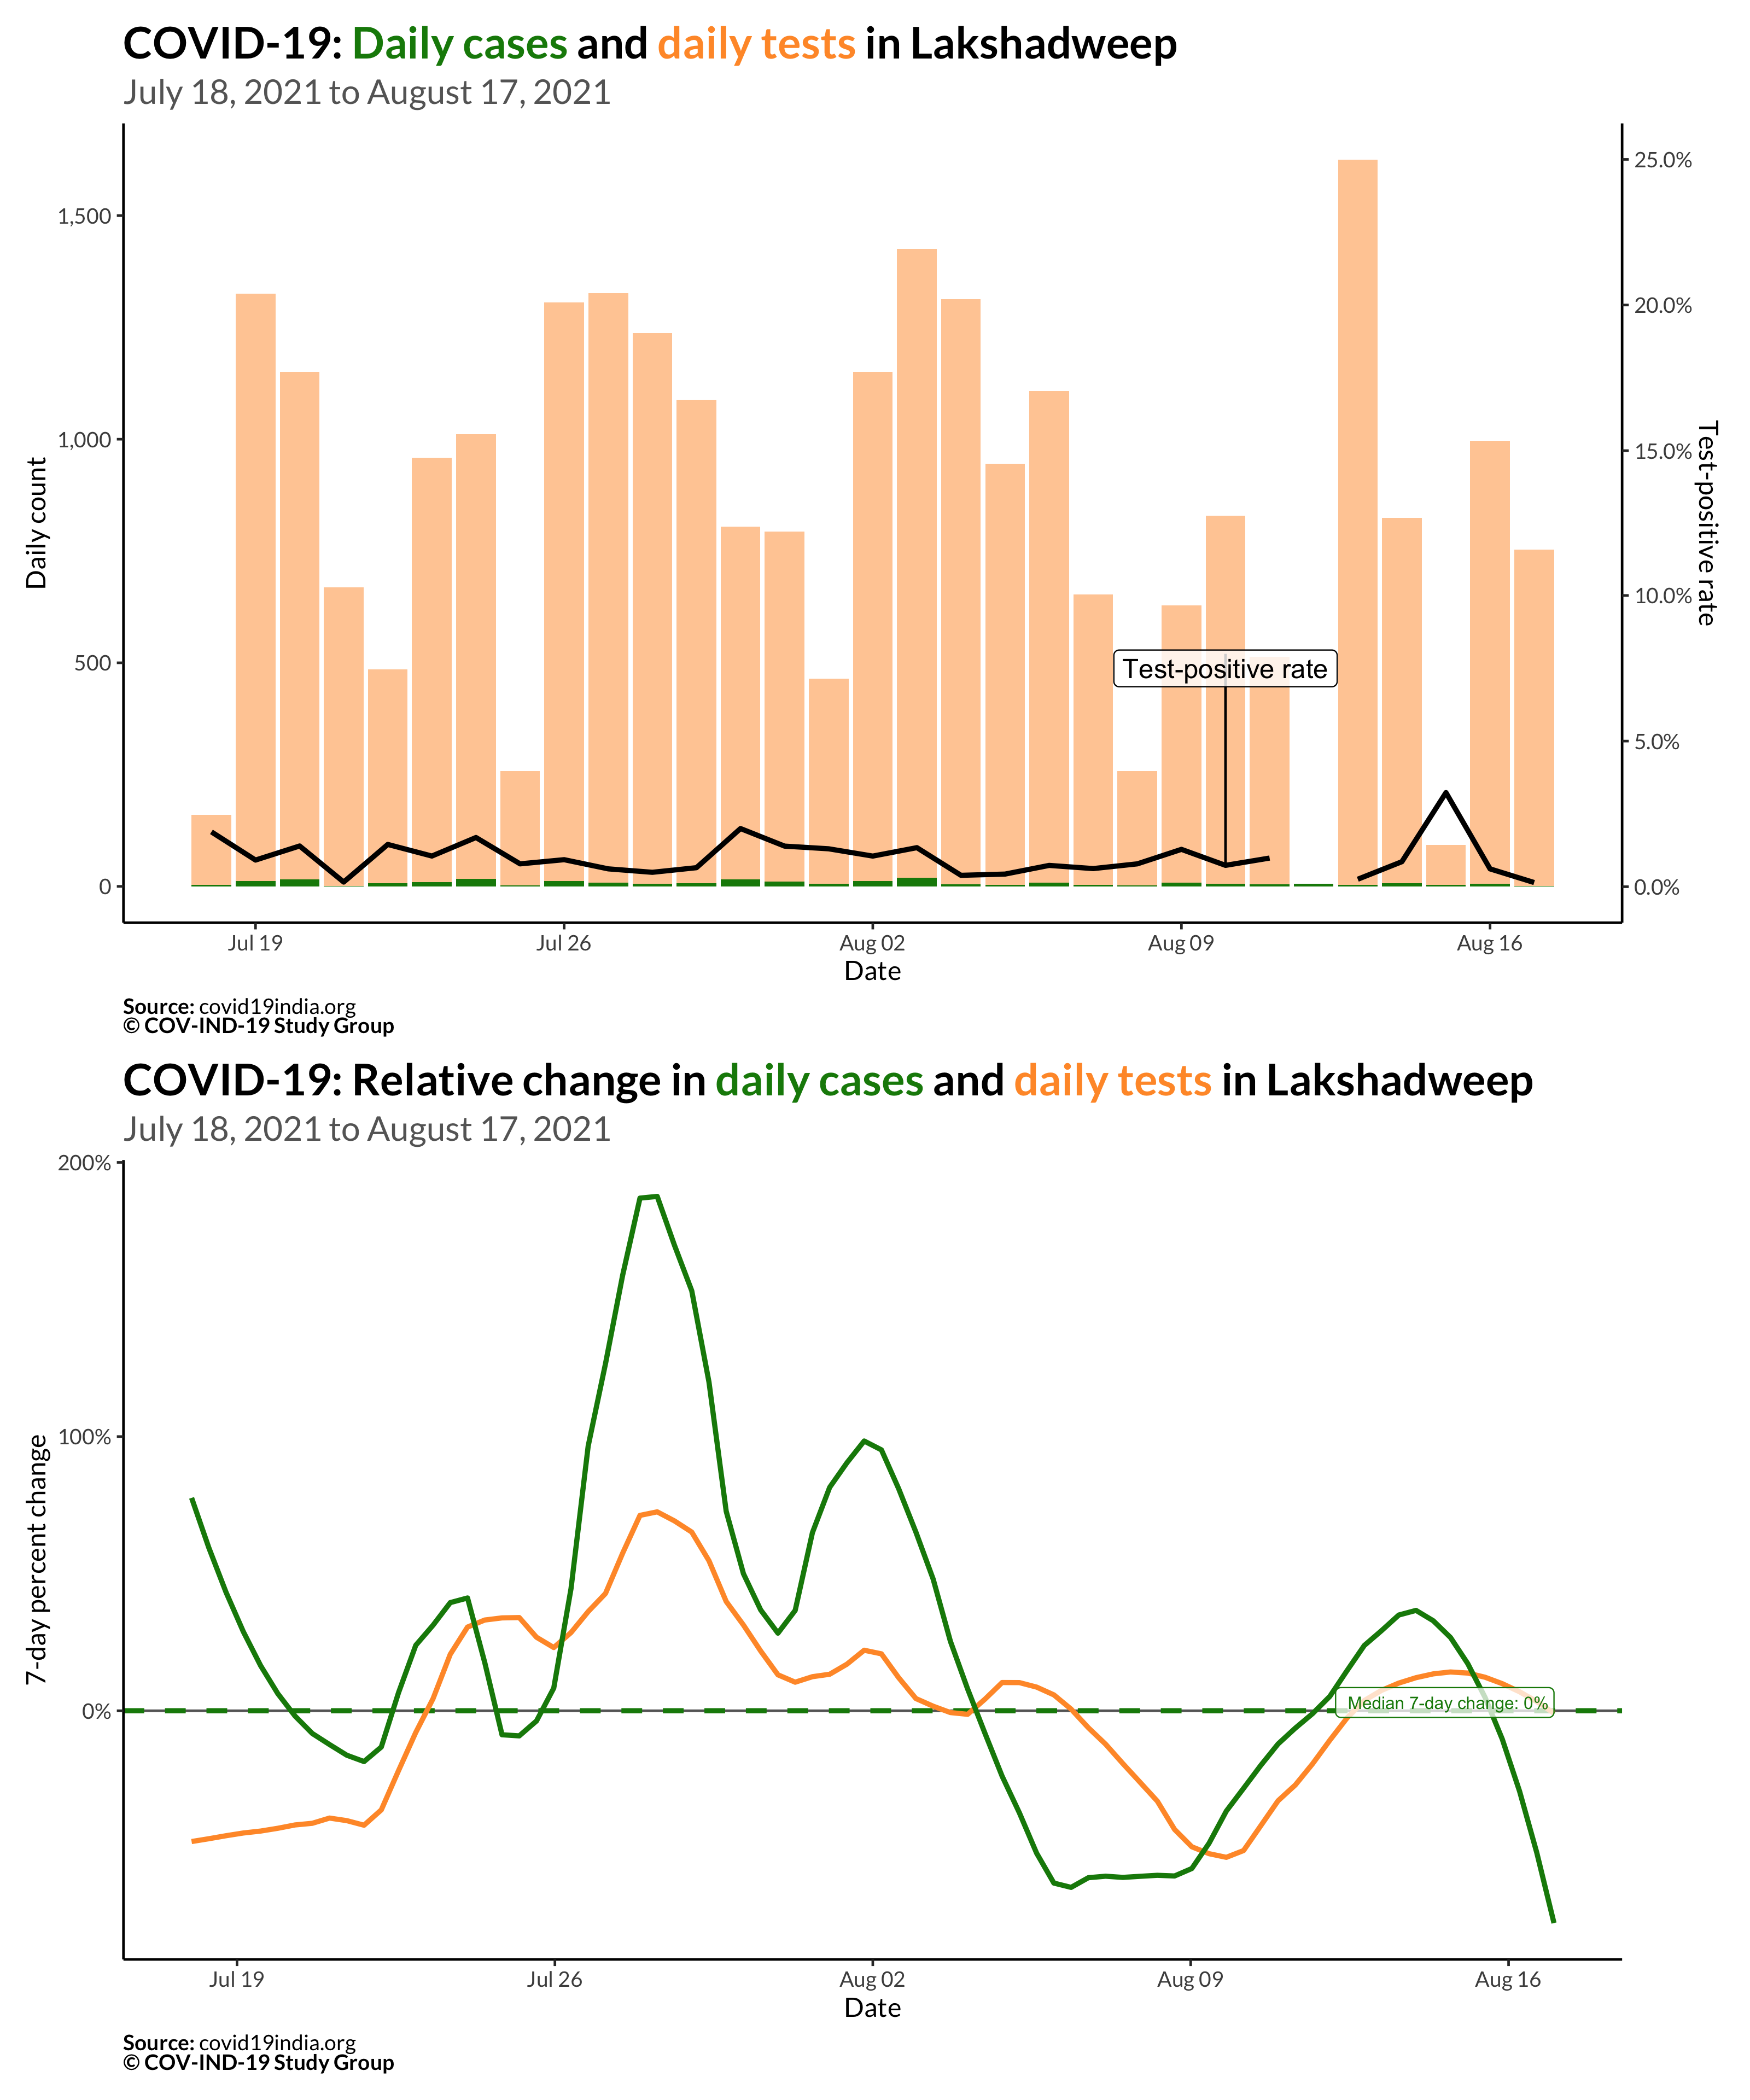 COVID-19: Daily cases and daily tests in Lakshadweep
July 18, 2021 to August 17, 2021
25.0%
1,500
20.0%
1,000
15.0%
Daily count
Test-positive rate
10.0%
500
Test-positive rate
5.0%
0
0.0%
Jul 19
Jul 26
Aug 02
Aug 09
Aug 16
Date
Source: covid19india.org
© COV-IND-19 Study Group
COVID-19: Relative change in daily cases and daily tests in Lakshadweep
July 18, 2021 to August 17, 2021
200%
100%
7-day percent change
0%
Median 7-day change: 0%
Jul 19
Jul 26
Aug 02
Aug 09
Aug 16
Date
Source: covid19india.org
© COV-IND-19 Study Group